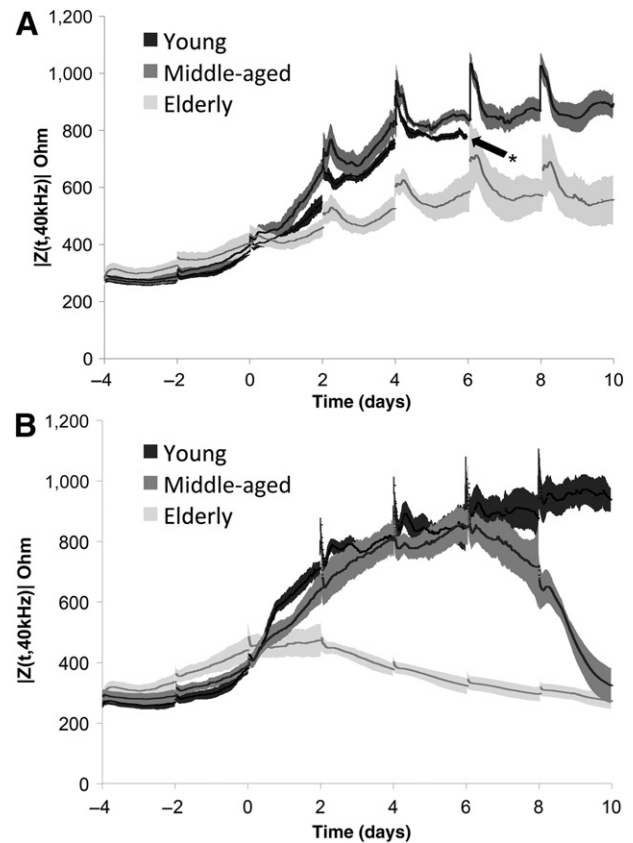 A
1,200
1,000
800
600
400
200
0
|Z(t,40kHz)| Ohm
Young
Middle-aged
Elderly
*
−4 −2 0 2 4 6 8 10
Time (days)
B
1,200
1,000
800
600
400
200
0
|Z(t,40kHz)| Ohm
Young
Middle-aged
Elderly
−4 −2 0 2 4 6 8 10
Time (days)